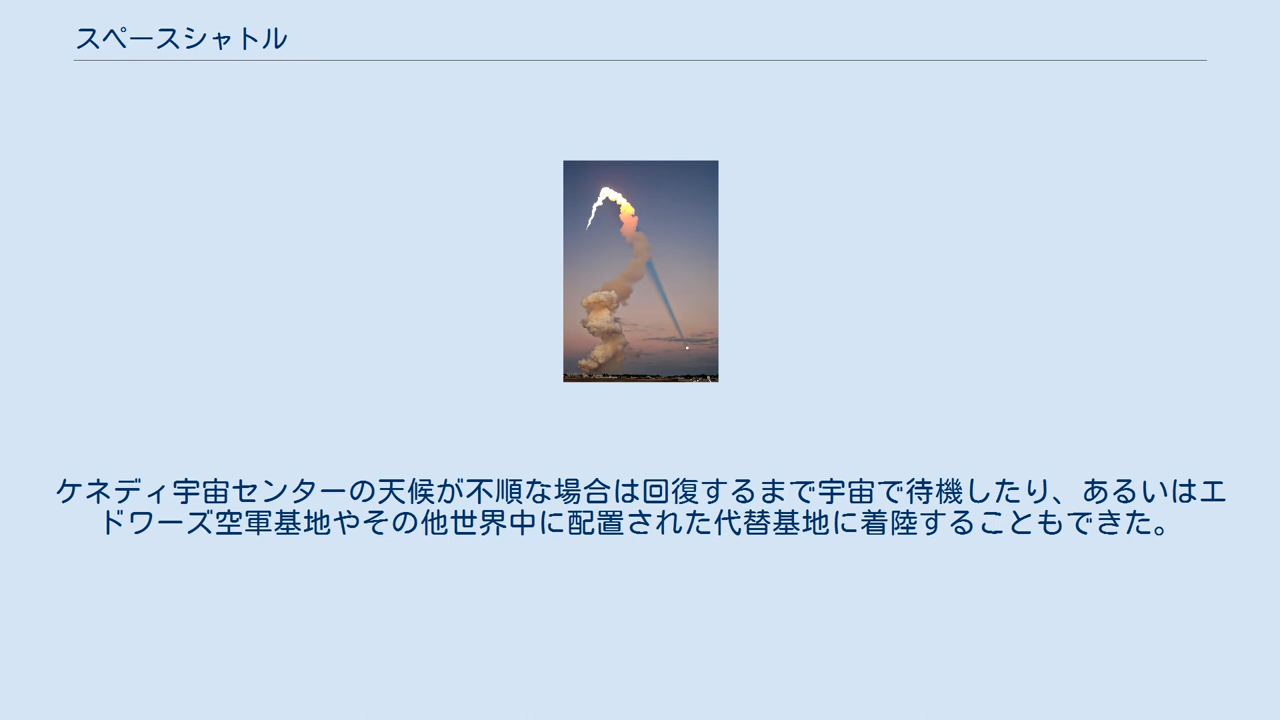 スペースシャトル
ケネディ宇宙センターの天候が不順な場合は回復するまで宇宙で待機したり、あるいはエ
ドワーズ空軍基地やその他世界中に配置された代替基地に着陸することもできた。